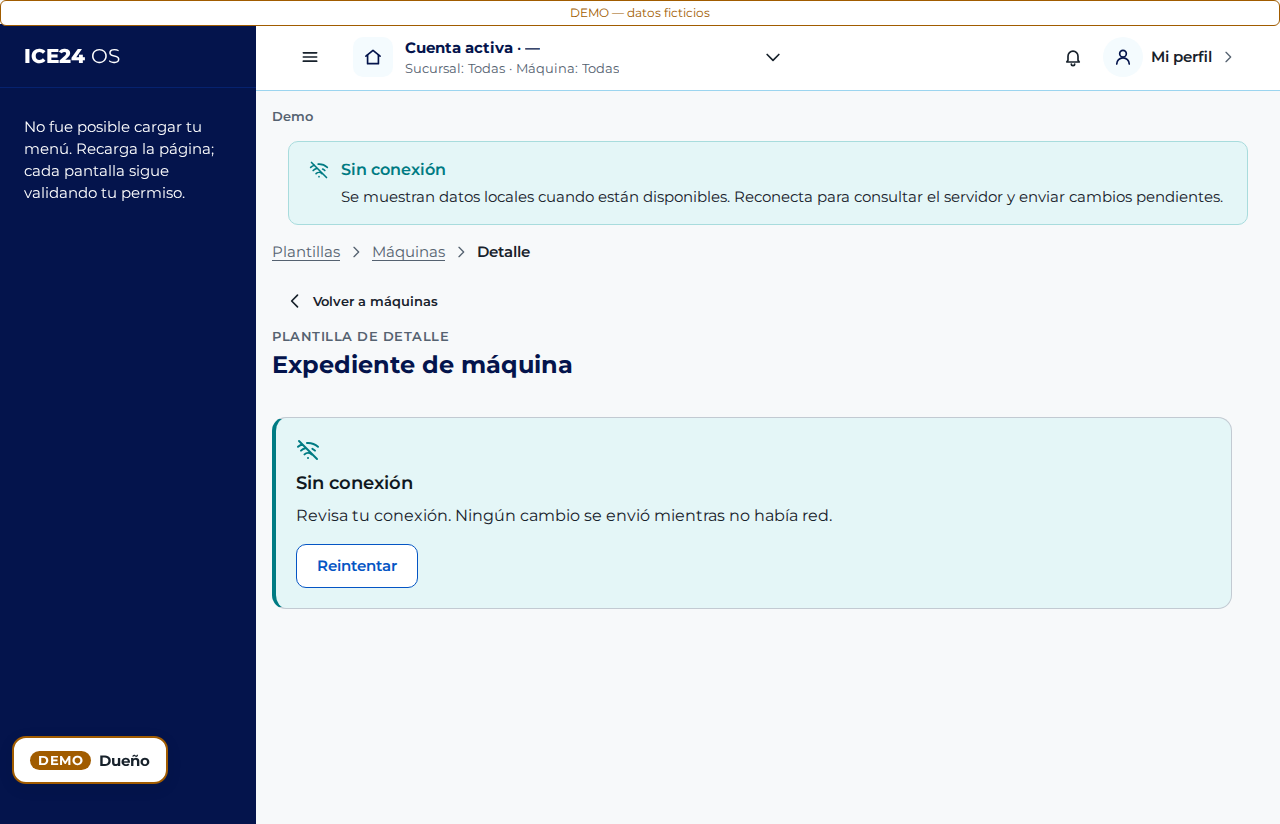 DEMO — datos ficticios
ICE24 OS
Cuenta activa · —
Sucursal: Todas · Máquina: Todas
Mi perfil
No fue posible cargar tu
menú. Recarga la página;
cada pantalla sigue
validando tu permiso.
Demo
Sin conexión
Se muestran datos locales cuando están disponibles. Reconecta para consultar el servidor y enviar cambios pendientes.
Plantillas > Máquinas > Detalle
Volver a máquinas
PLANTILLA DE DETALLE
Expediente de máquina
Sin conexión
Revisa tu conexión. Ningún cambio se envió mientras no había red.
Reintentar
DEMO Dueño